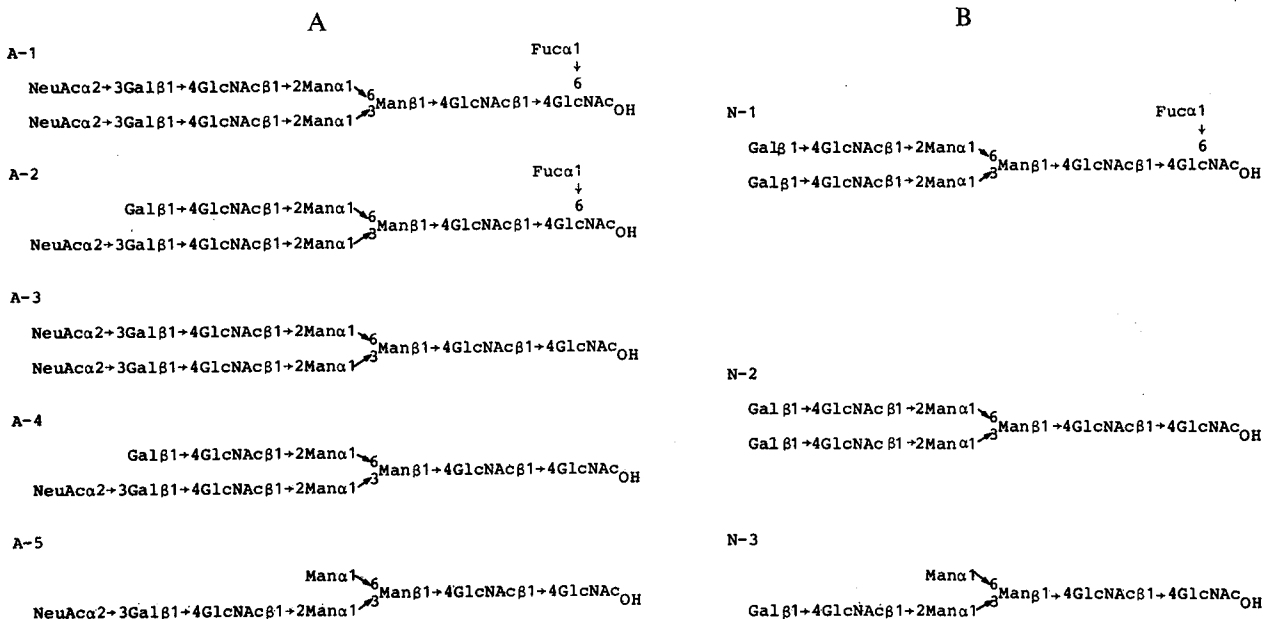 A
A-1
Fucα1
↓
6
NeuAcα2→3Galβ1→4GlcNAcβ1→2Manα1↘6
Manβ1→4GlcNAcβ1→4GlcNAcOH
NeuAcα2→3Galβ1→4GlcNAcβ1→2Manα1↗3
A-2
Fucα1
↓
6
Galβ1→4GlcNAcβ1→2Manα1↘6
Manβ1→4GlcNAcβ1→4GlcNAcOH
NeuAcα2→3Galβ1→4GlcNAcβ1→2Manα1↗3
A-3
NeuAcα2→3Galβ1→4GlcNAcβ1→2Manα1↘6
Manβ1→4GlcNAcβ1→4GlcNAcOH
NeuAcα2→3Galβ1→4GlcNAcβ1→2Manα1↗3
A-4
Galβ1→4GlcNAcβ1→2Manα1↘6
Manβ1→4GlcNAcβ1→4GlcNAcOH
NeuAcα2→3Galβ1→4GlcNAcβ1→2Manα1↗3
A-5
Manα1↘6
Manβ1→4GlcNAcβ1→4GlcNAcOH
NeuAcα2→3Galβ1→4GlcNAcβ1→2Manα1↗3
B
N-1
Fucα1
↓
6
Galβ1→4GlcNAcβ1→2Manα1↘6
Manβ1→4GlcNAcβ1→4GlcNAcOH
Galβ1→4GlcNAcβ1→2Manα1↗3
N-2
Galβ1→4GlcNAcβ1→2Manα1↘6
Manβ1→4GlcNAcβ1→4GlcNAcOH
Galβ1→4GlcNAcβ1→2Manα1↗3
N-3
Manα1↘6
Manβ1→4GlcNAcβ1→4GlcNAcOH
Galβ1→4GlcNAcβ1→2Manα1↗3